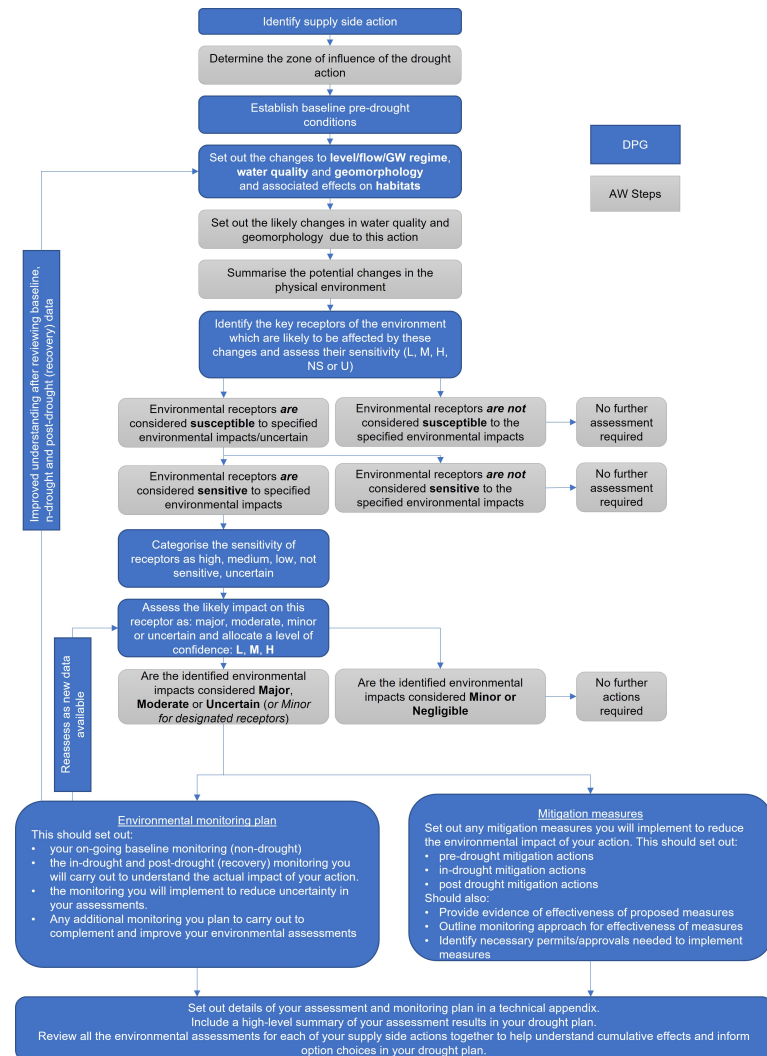 Identify supply side action
Determine the zone of influence of the drought
action
Establish baseline pre-drought
conditions
Set out the changes to level/flow/GW regime,
water quality and geomorphology
and associated effects on habitats
DPG
AW Steps
Set out the likely changes in water quality and
geomorphology due to this action
Summarise the potential changes in the
physical environment
Identify the key receptors of the environment
which are likely to be affected by these
changes and assess their sensitivity (L, M, H,
NS or U)
Environmental receptors are
considered susceptible to specified
environmental impacts/uncertain
Environmental receptors are not
considered susceptible to the
specified environmental impacts
No further
assessment
required
Environmental receptors are
considered sensitive to specified
environmental impacts
Environmental receptors are not
considered sensitive to the
specified environmental impacts
No further
assessment
required
Categorise the sensitivity of
receptors as high, medium, low, not
sensitive, uncertain
Assess the likely impact on this
receptor as: major, moderate, minor
or uncertain and allocate a level of
confidence: L, M, H
Are the identified environmental
impacts considered Major,
Moderate or Uncertain (or Minor
for designated receptors)
Are the identified environmental
impacts considered Minor or
Negligible
No further
actions
required
Improved understanding after reviewing baseline,
n-drought and post-drought (recovery) data
Reassess as new data
available
Environmental monitoring plan
This should set out:
• your on-going baseline monitoring (non-drought)
• the in-drought and post-drought (recovery) monitoring you
will carry out to understand the actual impact of your action.
• the monitoring you will implement to reduce uncertainty in
your assessments.
• Any additional monitoring you plan to carry out to
complement and improve your environmental assessments
Mitigation measures
Set out any mitigation measures you will implement to reduce
the environmental impact of your action. This should set out:
• pre-drought mitigation actions
• in-drought mitigation actions
• post drought mitigation actions
Should also:
• Provide evidence of effectiveness of proposed measures
• Outline monitoring approach for effectiveness of measures
• Identify necessary permits/approvals needed to implement
measures
Set out details of your assessment and monitoring plan in a technical appendix.
Include a high-level summary of your assessment results in your drought plan.
Review all the environmental assessments for each of your supply side actions together to help understand cumulative effects and inform
option choices in your drought plan.